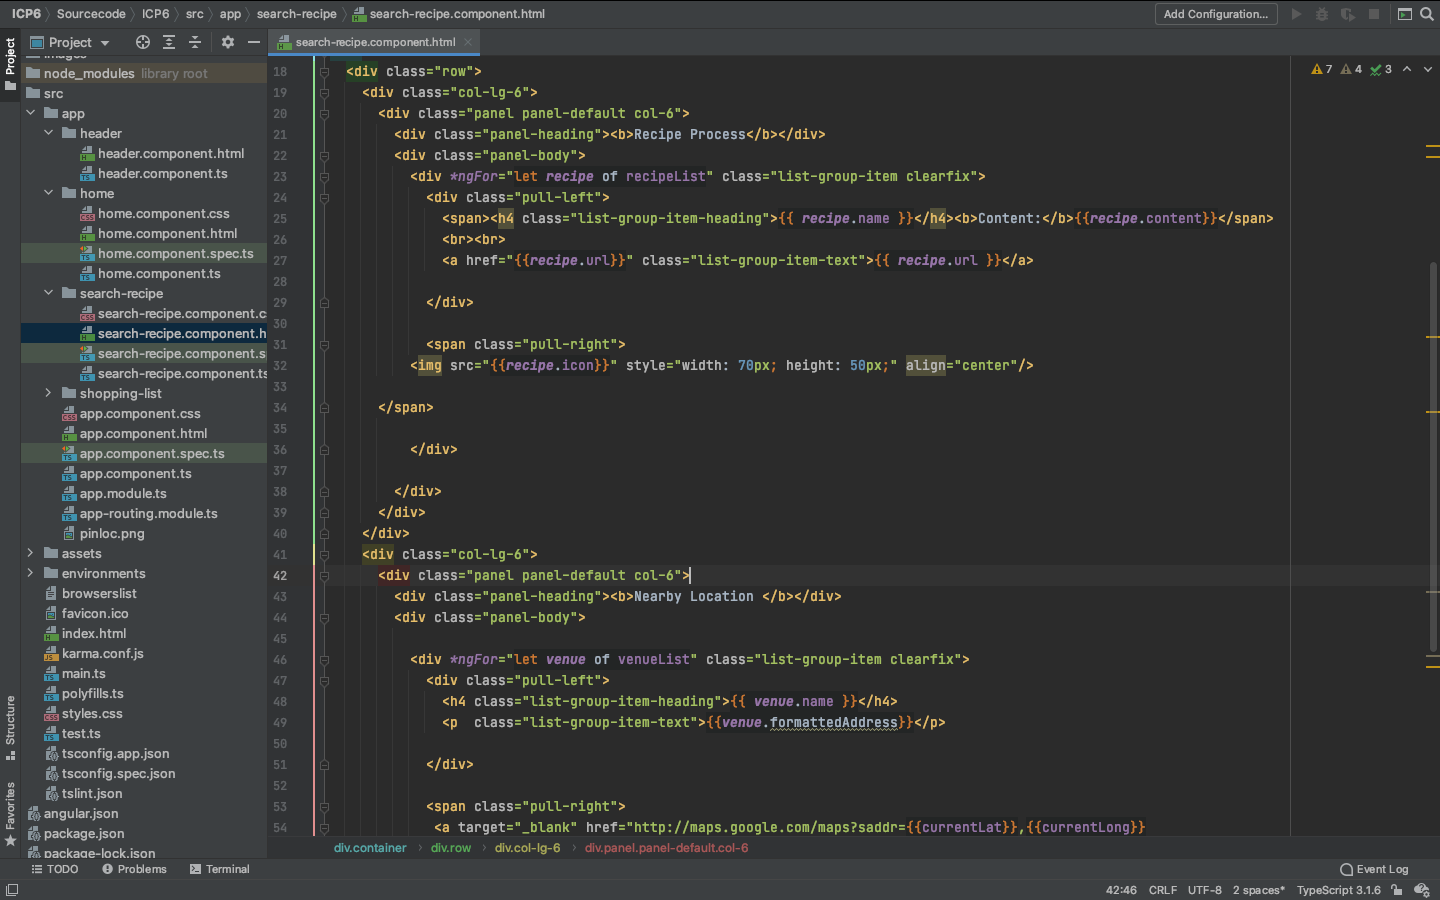 ICP6 Sourcecode ICP6 src app search-recipe search-recipe.component.html Add Configuration...
Project search-recipe.component.html
Project
Structure
Favorites
node_modules library root
src
app
header
header.component.html
header.component.ts
home
home.component.css
home.component.html
home.component.spec.ts
home.component.ts
search-recipe
search-recipe.component.c
search-recipe.component.h
search-recipe.component.s
search-recipe.component.ts
shopping-list
app.component.css
app.component.html
app.component.spec.ts
app.component.ts
app.module.ts
app-routing.module.ts
pinloc.png
assets
environments
browserslist
favicon.ico
index.html
karma.conf.js
main.ts
polyfills.ts
styles.css
test.ts
tsconfig.app.json
tsconfig.spec.json
tslint.json
angular.json
package.json
package-lock.json
7 4 3
18 <div class="row">
19 <div class="col-lg-6">
20 <div class="panel panel-default col-6">
21 <div class="panel-heading"><b>Recipe Process</b></div>
22 <div class="panel-body">
23 <div *ngFor="let recipe of recipeList" class="list-group-item clearfix">
24 <div class="pull-left">
25 <span><h4 class="list-group-item-heading">{{ recipe.name }}</h4><b>Content:</b>{{recipe.content}}</span>
26 <br><br>
27 <a href="{{recipe.url}}" class="list-group-item-text">{{ recipe.url }}</a>
28
29 </div>
30
31 <span class="pull-right">
32 <img src="{{recipe.icon}}" style="width: 70px; height: 50px;" align="center"/>
33
34 </span>
35
36 </div>
37
38 </div>
39 </div>
40 </div>
41 <div class="col-lg-6">
42 <div class="panel panel-default col-6">
43 <div class="panel-heading"><b>Nearby Location </b></div>
44 <div class="panel-body">
45
46 <div *ngFor="let venue of venueList" class="list-group-item clearfix">
47 <div class="pull-left">
48 <h4 class="list-group-item-heading">{{ venue.name }}</h4>
49 <p  class="list-group-item-text">{{venue.formattedAddress}}</p>
50
51 </div>
52
53 <span class="pull-right">
54 <a target="_blank" href="http://maps.google.com/maps?saddr={{currentLat}},{{currentLong}}
div.container div.row div.col-lg-6 div.panel.panel-default.col-6
TODO Problems Terminal Event Log
42:46 CRLF UTF-8 2 spaces* TypeScript 3.1.6